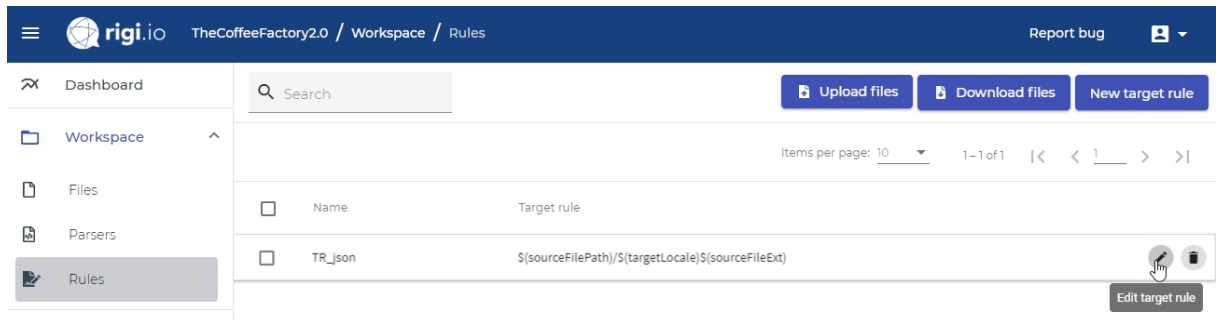 rigi.io TheCoffeeFactory2.0 / Workspace / Rules Report bug
Dashboard
Search
Upload files
Download files
New target rule
Workspace
Items per page: 10 1 – 1 of 1 |< < 1 > >|
Files
Name Target rule
Parsers
TR_json $(sourceFilePath)/$(targetLocale)$(sourceFileExt)
Rules
Edit target rule